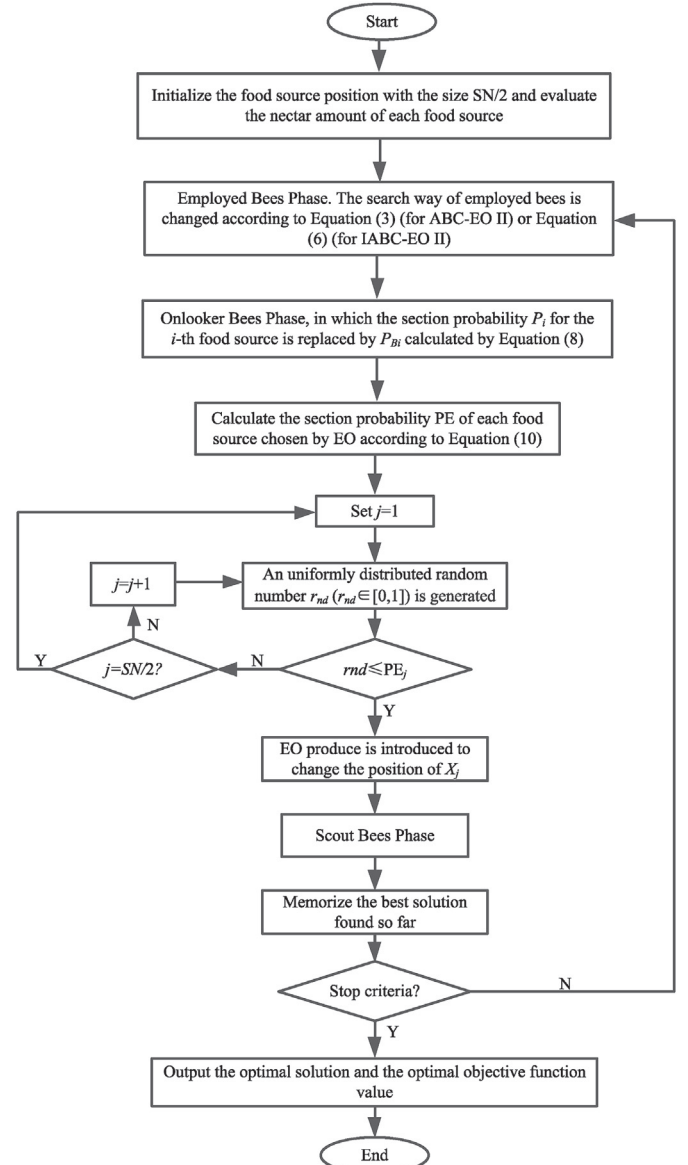 Start
Initialize the food source position with the size SN/2 and evaluate
the nectar amount of each food source
Employed Bees Phase. The search way of employed bees is
changed according to Equation (3) (for ABC-EO II) or Equation
(6) (for IABC-EO II)
Onlooker Bees Phase, in which the section probability Pi for the
i-th food source is replaced by PBi calculated by Equation (8)
Calculate the section probability PE of each food
source chosen by EO according to Equation (10)
Set j=1
j=j+1
An uniformly distributed random
number rnd (rnd∈[0,1]) is generated
N
Y
j=SN/2?
N
rnd⩽PEj
Y
EO produce is introduced to
change the position of Xj
Scout Bees Phase
Memorize the best solution
found so far
Stop criteria?
N
Y
Output the optimal solution and the optimal objective function
value
End